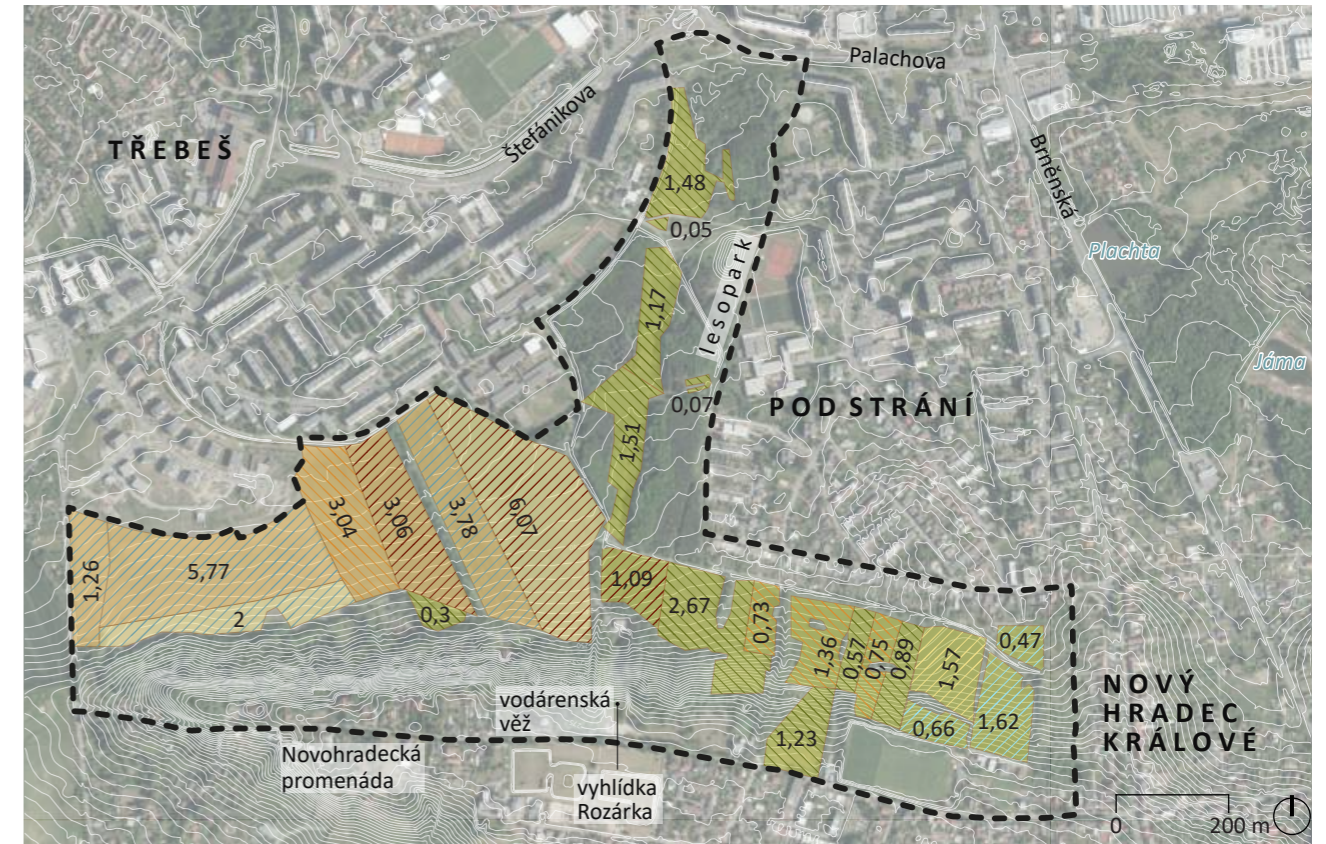 Palachova
Štefánikova
TŘEBEŠ
Brněnská
1,48
0,05
Plachta
lesopark
1,17
Jáma
0,07
POD STRÁNÍ
1,51
3,04
3,06
3,78
6,07
1,26
5,77
1,09
2
0,3
2,67
0,73
1,36
0,57
0,75
0,89
1,57
0,47
NOVÝ
HRADEC
KRÁLOVÉ
vodárenská
věž
1,23
0,66
1,62
Novohradecká
promenáda
vyhlídka
Rozárka
0
200 m